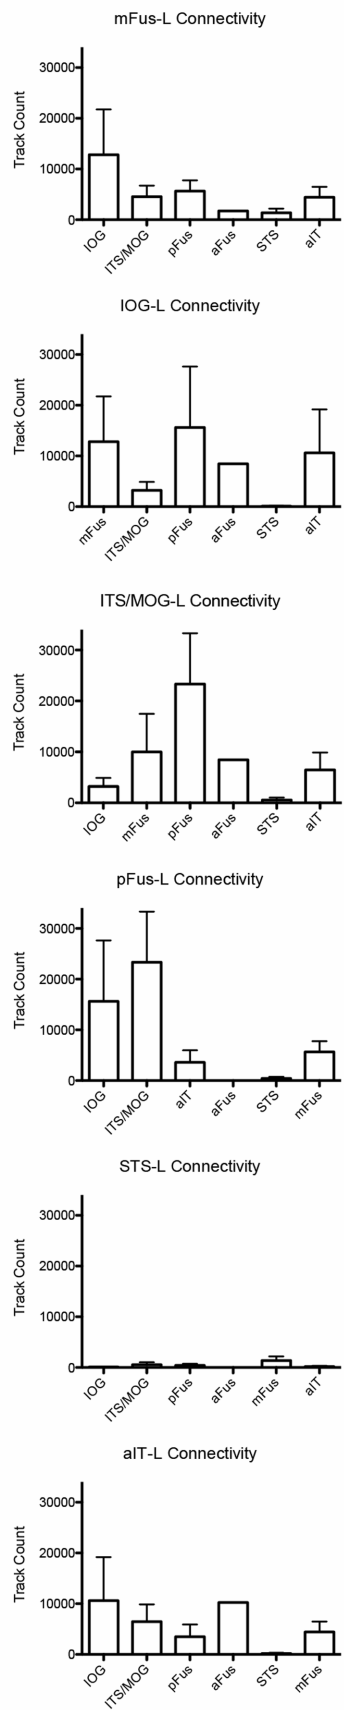 mFus-L Connectivity
Track Count
30000
20000
10000
0
IOG
ITS/MOG
pFus
aFus
STS
aIT
IOG-L Connectivity
Track Count
30000
20000
10000
0
mFus
ITS/MOG
pFus
aFus
STS
aIT
ITS/MOG-L Connectivity
Track Count
30000
20000
10000
0
IOG
mFus
pFus
aFus
STS
aIT
pFus-L Connectivity
Track Count
30000
20000
10000
0
IOG
ITS/MOG
aIT
aFus
STS
mFus
STS-L Connectivity
Track Count
30000
20000
10000
0
IOG
ITS/MOG
pFus
aFus
mFus
aIT
aIT-L Connectivity
Track Count
30000
20000
10000
0
IOG
ITS/MOG
pFus
aFus
STS
mFus